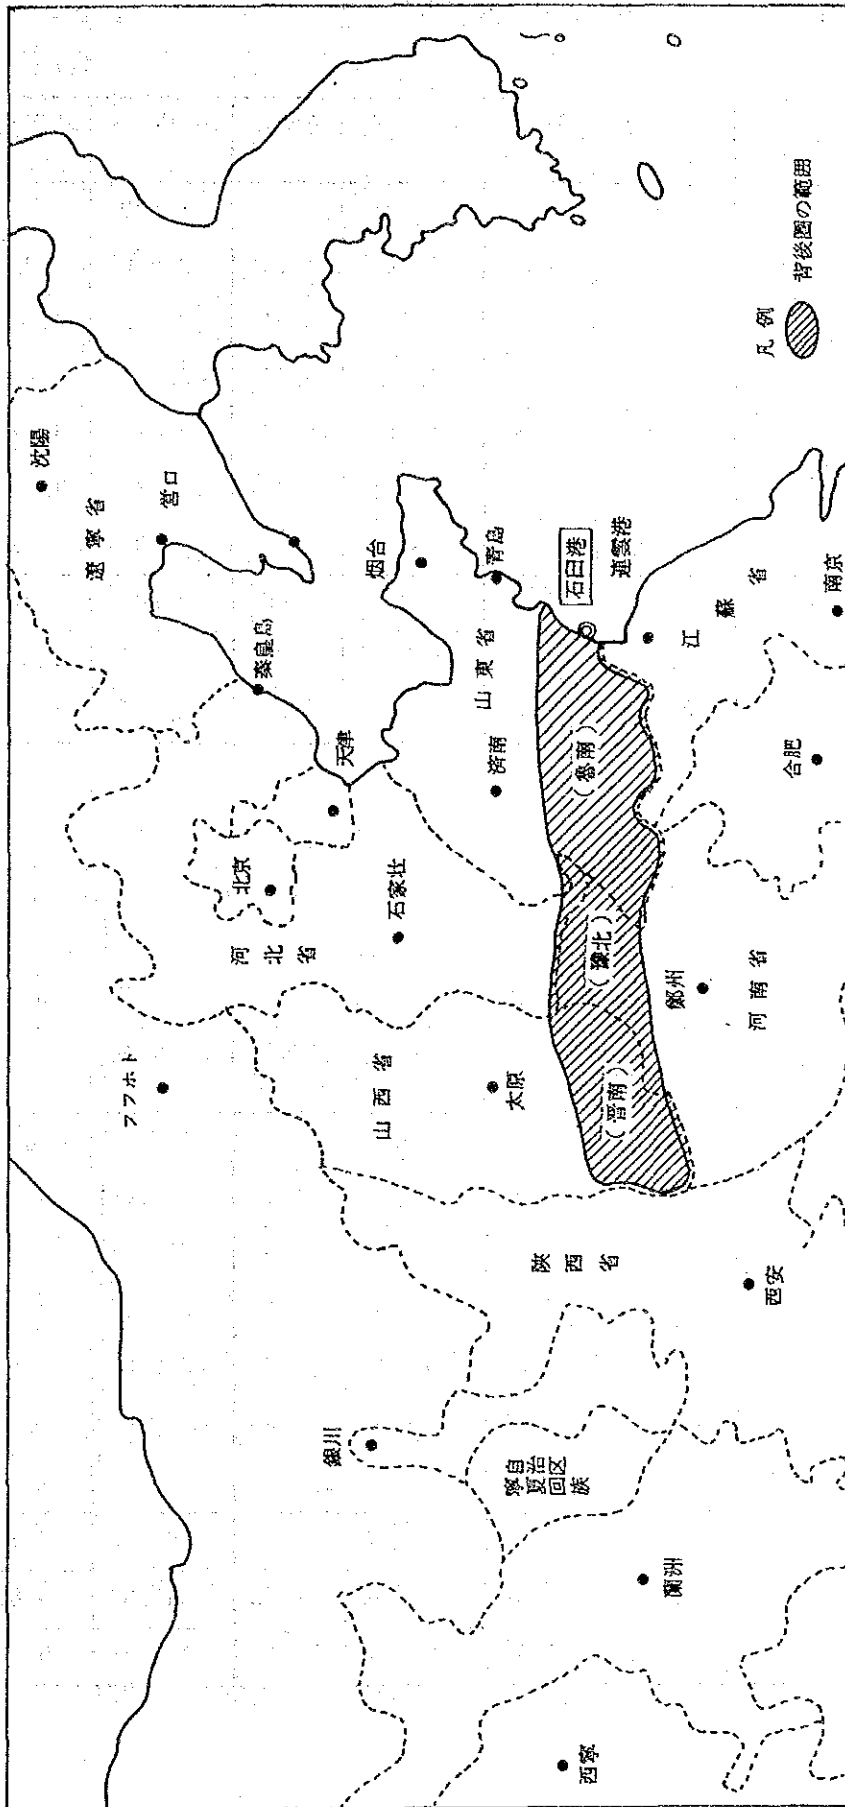 瀋陽
遼寧省
営口
秦皇島
天津
北京
河北省
石家壮
フフホト
山西省
太原
烟台
青島
山東省
済南
石臼港
連雲港
江蘇省
南京
合肥
(魯南)
(豫北)
(晋南)
鄭州
河南省
陝西省
西安
銀川
寧夏回族自治区
蘭洲
西寧
凡例
背後圏の範囲